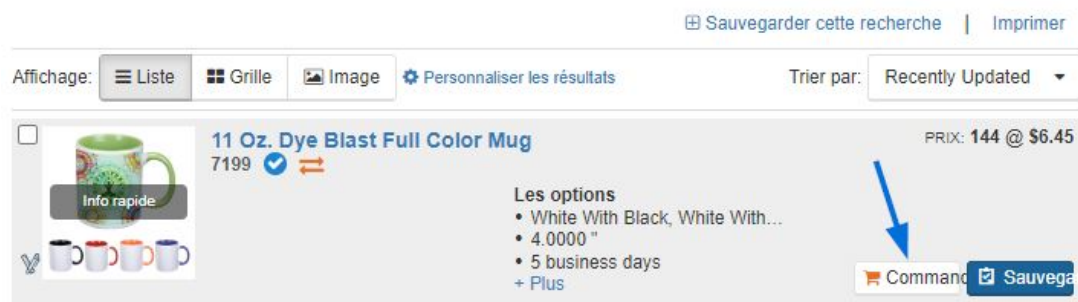 Sauvegarder cette recherche | Imprimer
Affichage: Liste Grille Image Personnaliser les résultats Trier par: Recently Updated
11 Oz. Dye Blast Full Color Mug PRIX: 144 @ $6.45
7199
Info rapide
Les options
• White With Black, White With...
• 4.0000 "
• 5 business days
+ Plus
Command Sauvega